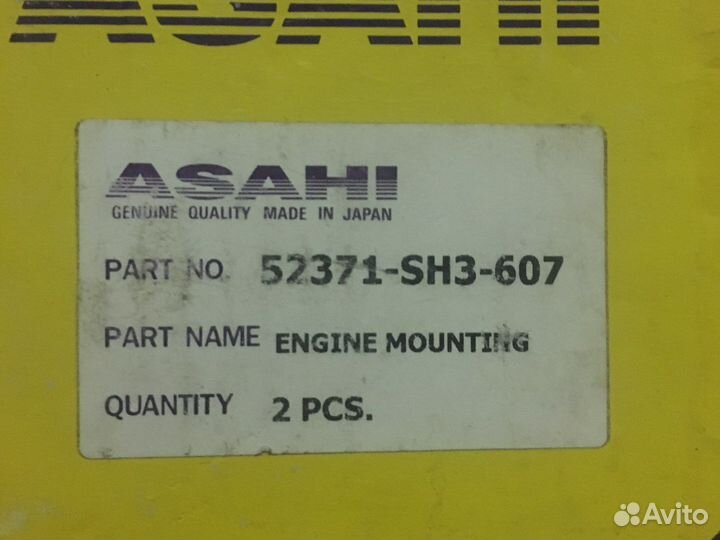 ASAHI
ASAHI
GENUINE QUALITY MADE IN JAPAN
PART NO. 52371-SH3-607
PART NAME ENGINE MOUNTING
QUANTITY 2 PCS.
Avito